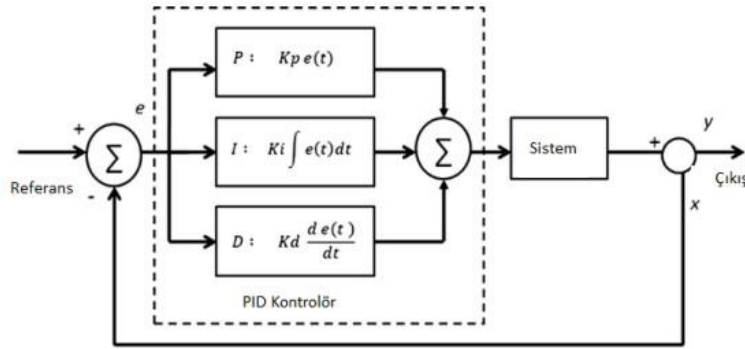 P :   Kp e(t)
e
+
∑
I :   Ki ∫ e(t)dt
∑
Sistem
+
y
Referans
-
Çıkış
x
D :   Kd d e(t)/dt
PID Kontrolör